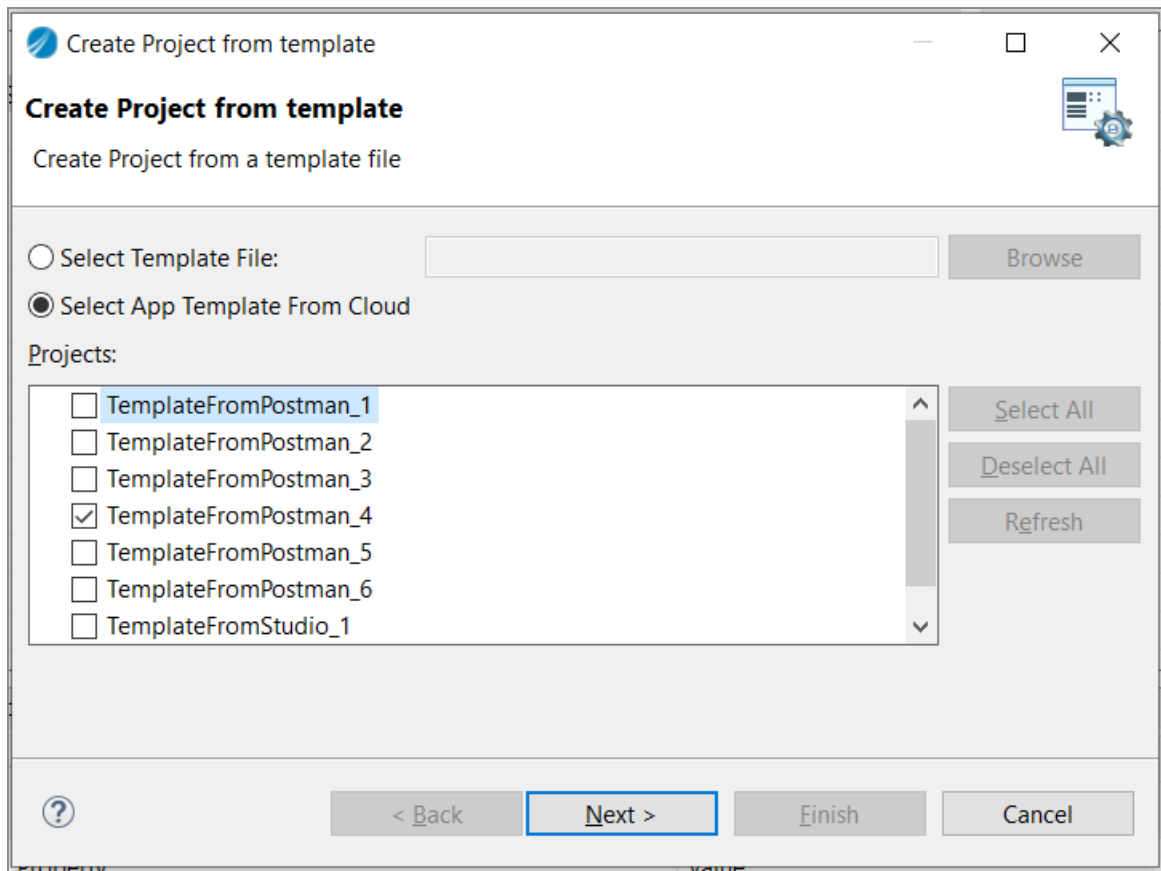 Create Project from template
Create Project from template
Create Project from a template file
Select Template File:
Browse
Select App Template From Cloud
Projects:
TemplateFromPostman_1
TemplateFromPostman_2
TemplateFromPostman_3
TemplateFromPostman_4
TemplateFromPostman_5
TemplateFromPostman_6
TemplateFromStudio_1
Select All
Deselect All
Refresh
?
< Back
Next >
Finish
Cancel
Property
Value